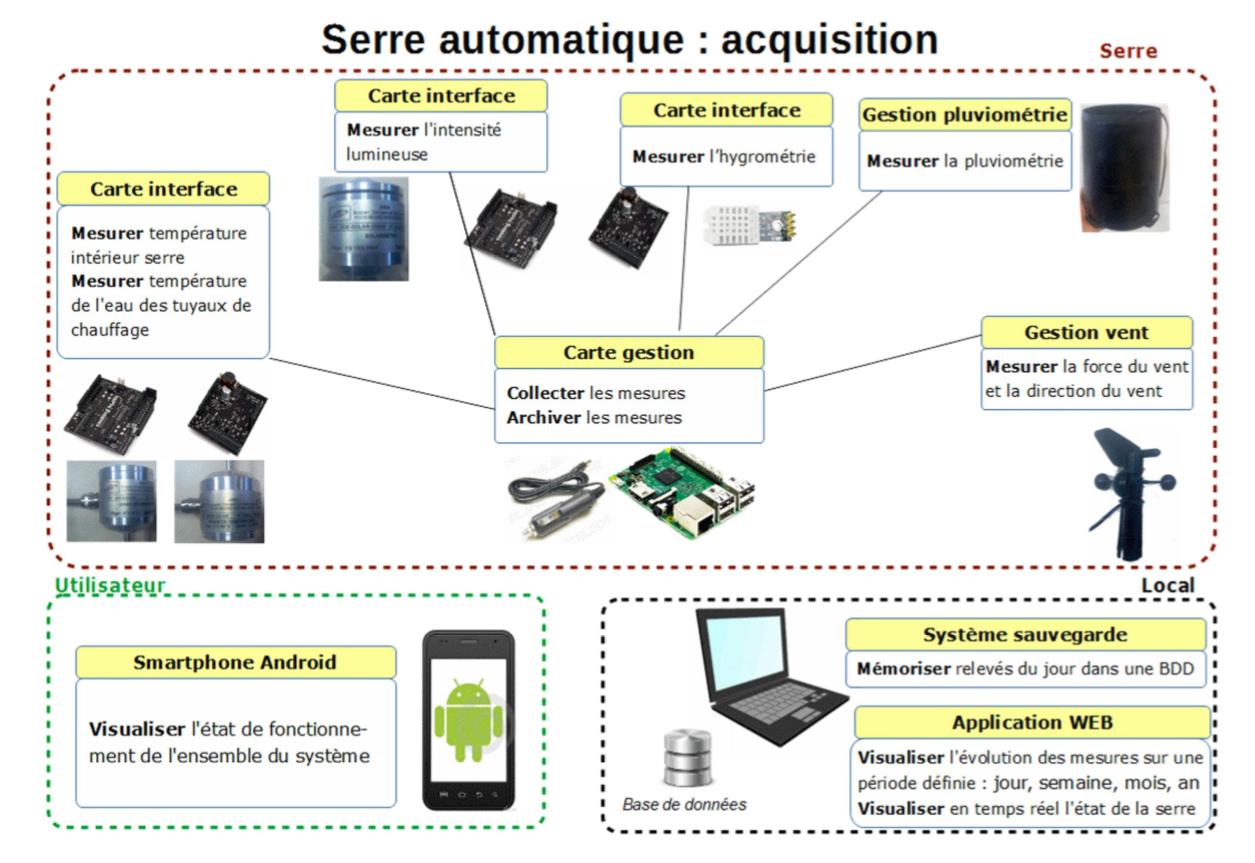 Serre automatique : acquisition
Serre
Carte interface
Mesurer l'intensité
lumineuse
Carte interface
Mesurer l’hygrométrie
Gestion pluviométrie
Mesurer la pluviométrie
Carte interface
Mesurer température
intérieur serre
Mesurer température
de l'eau des tuyaux de
chauffage
Carte gestion
Collecter les mesures
Archiver les mesures
Gestion vent
Mesurer la force du vent
et la direction du vent
Utilisateur
Smartphone Android
Visualiser l'état de fonctionne-
ment de l'ensemble du système
Local
Système sauvegarde
Mémoriser relevés du jour dans une BDD
Application WEB
Visualiser l'évolution des mesures sur une
période définie : jour, semaine, mois, an
Visualiser en temps réel l'état de la serre
Base de données